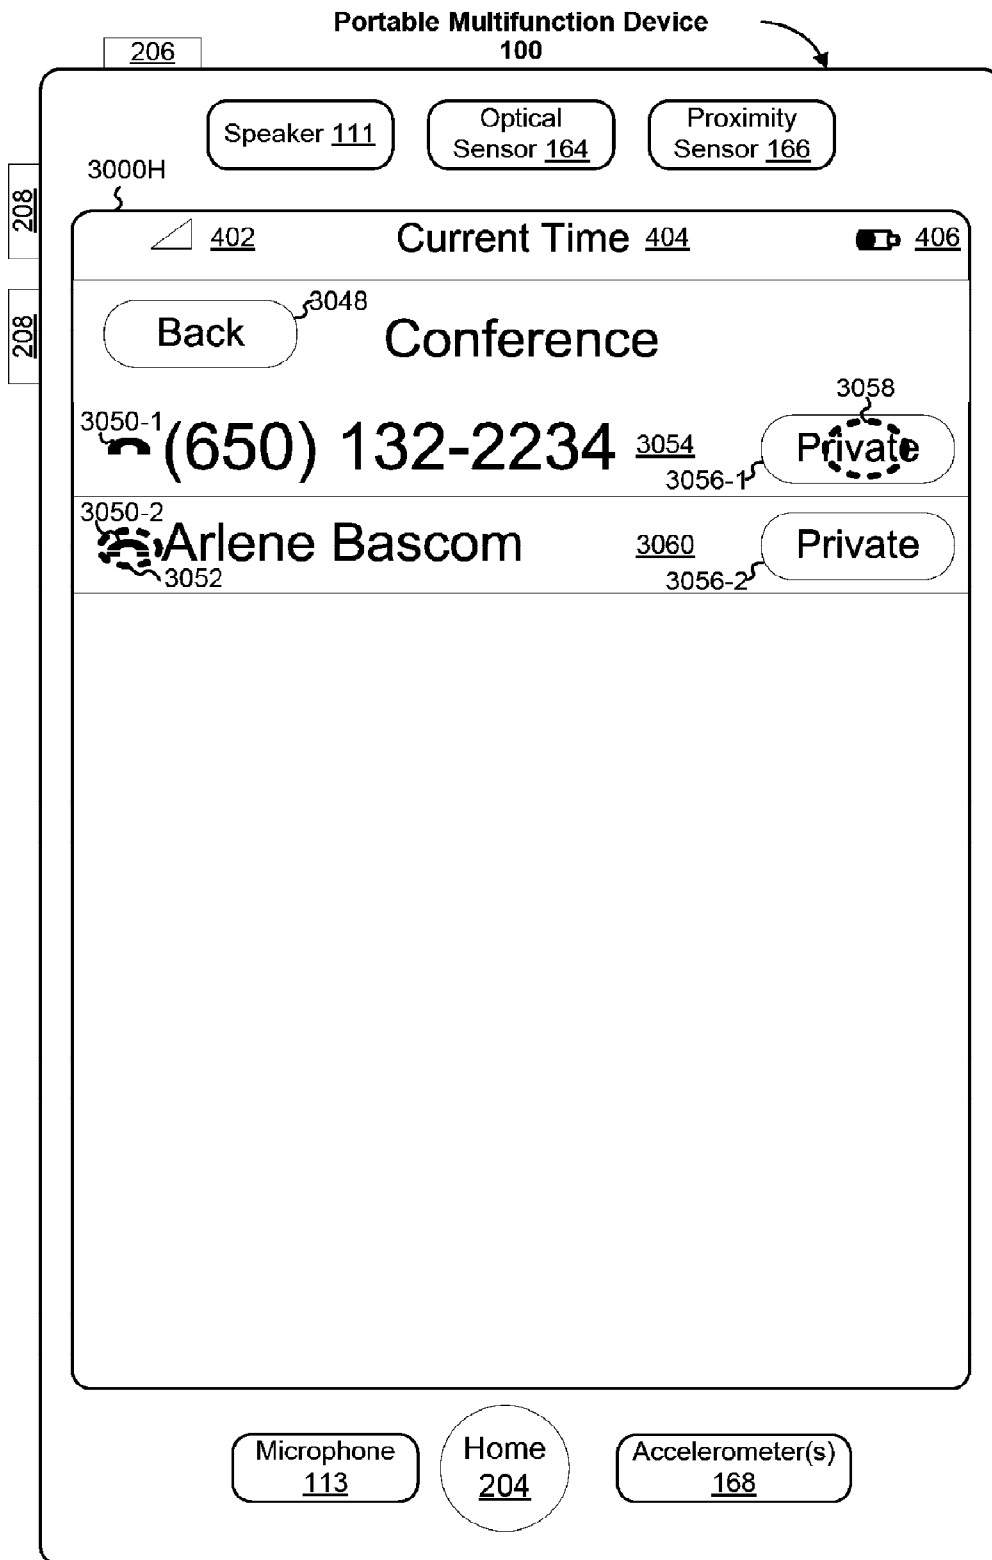 Portable Multifunction Device
100
206
Speaker 111
Optical
Sensor 164
Proximity
Sensor 166
3000H
208
402
Current Time 404
406
208
Back
3048
Conference
3058
3050-1
(650) 132-2234
3054
Private
3056-1
3050-2
Arlene Bascom
3060
Private
3052
3056-2
Microphone
113
Home
204
Accelerometer(s)
168